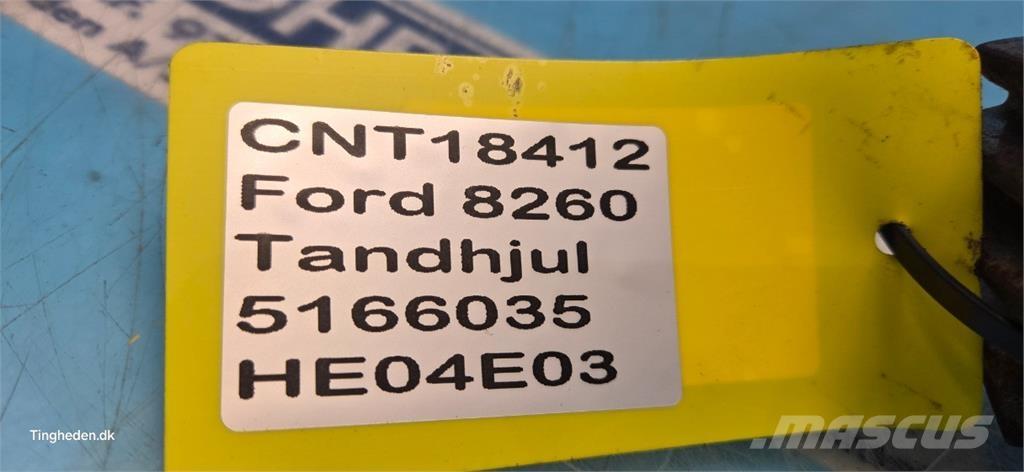 CNT18412
Ford 8260
Tandhjul
5166035
HE04E03
Tingheden.dk
MASCUS